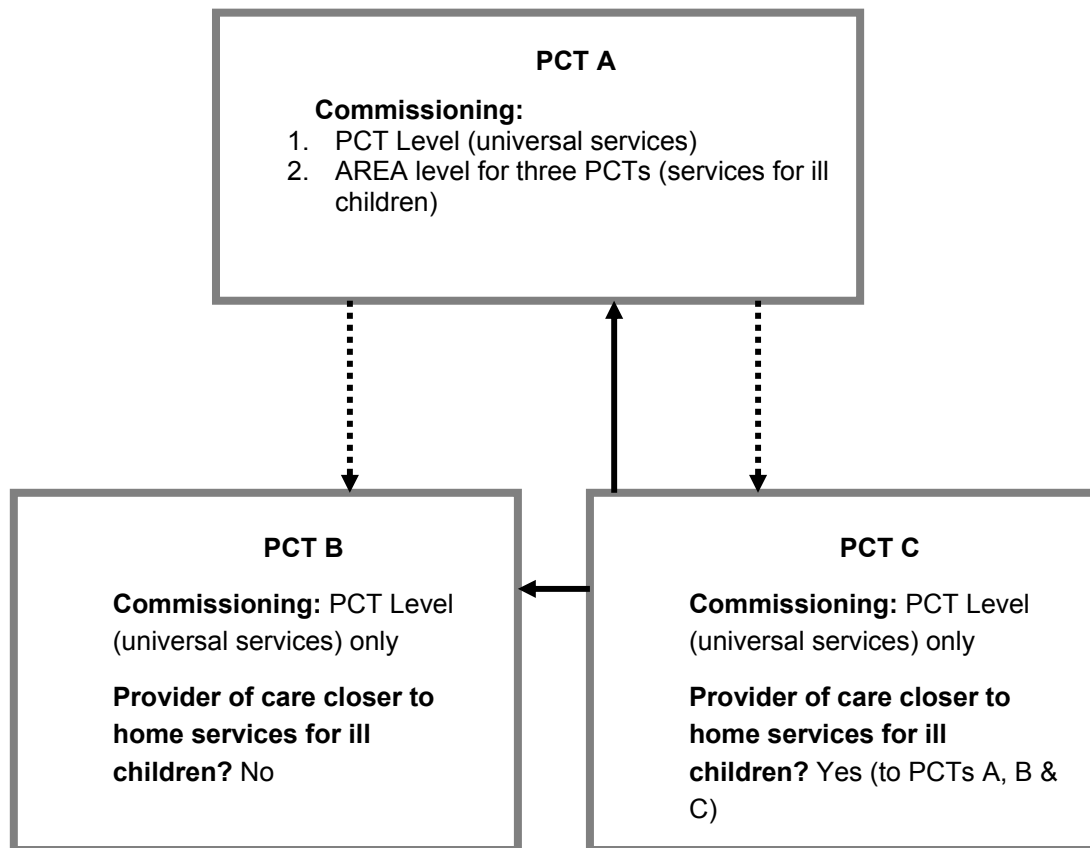 PCT A
Commissioning:
1. PCT Level (universal services)
2. AREA level for three PCTs (services for ill
children)
PCT B
Commissioning: PCT Level
(universal services) only
Provider of care closer to
home services for ill
children? No
PCT C
Commissioning: PCT Level
(universal services) only
Provider of care closer to
home services for ill
children? Yes (to PCTs A, B &
C)